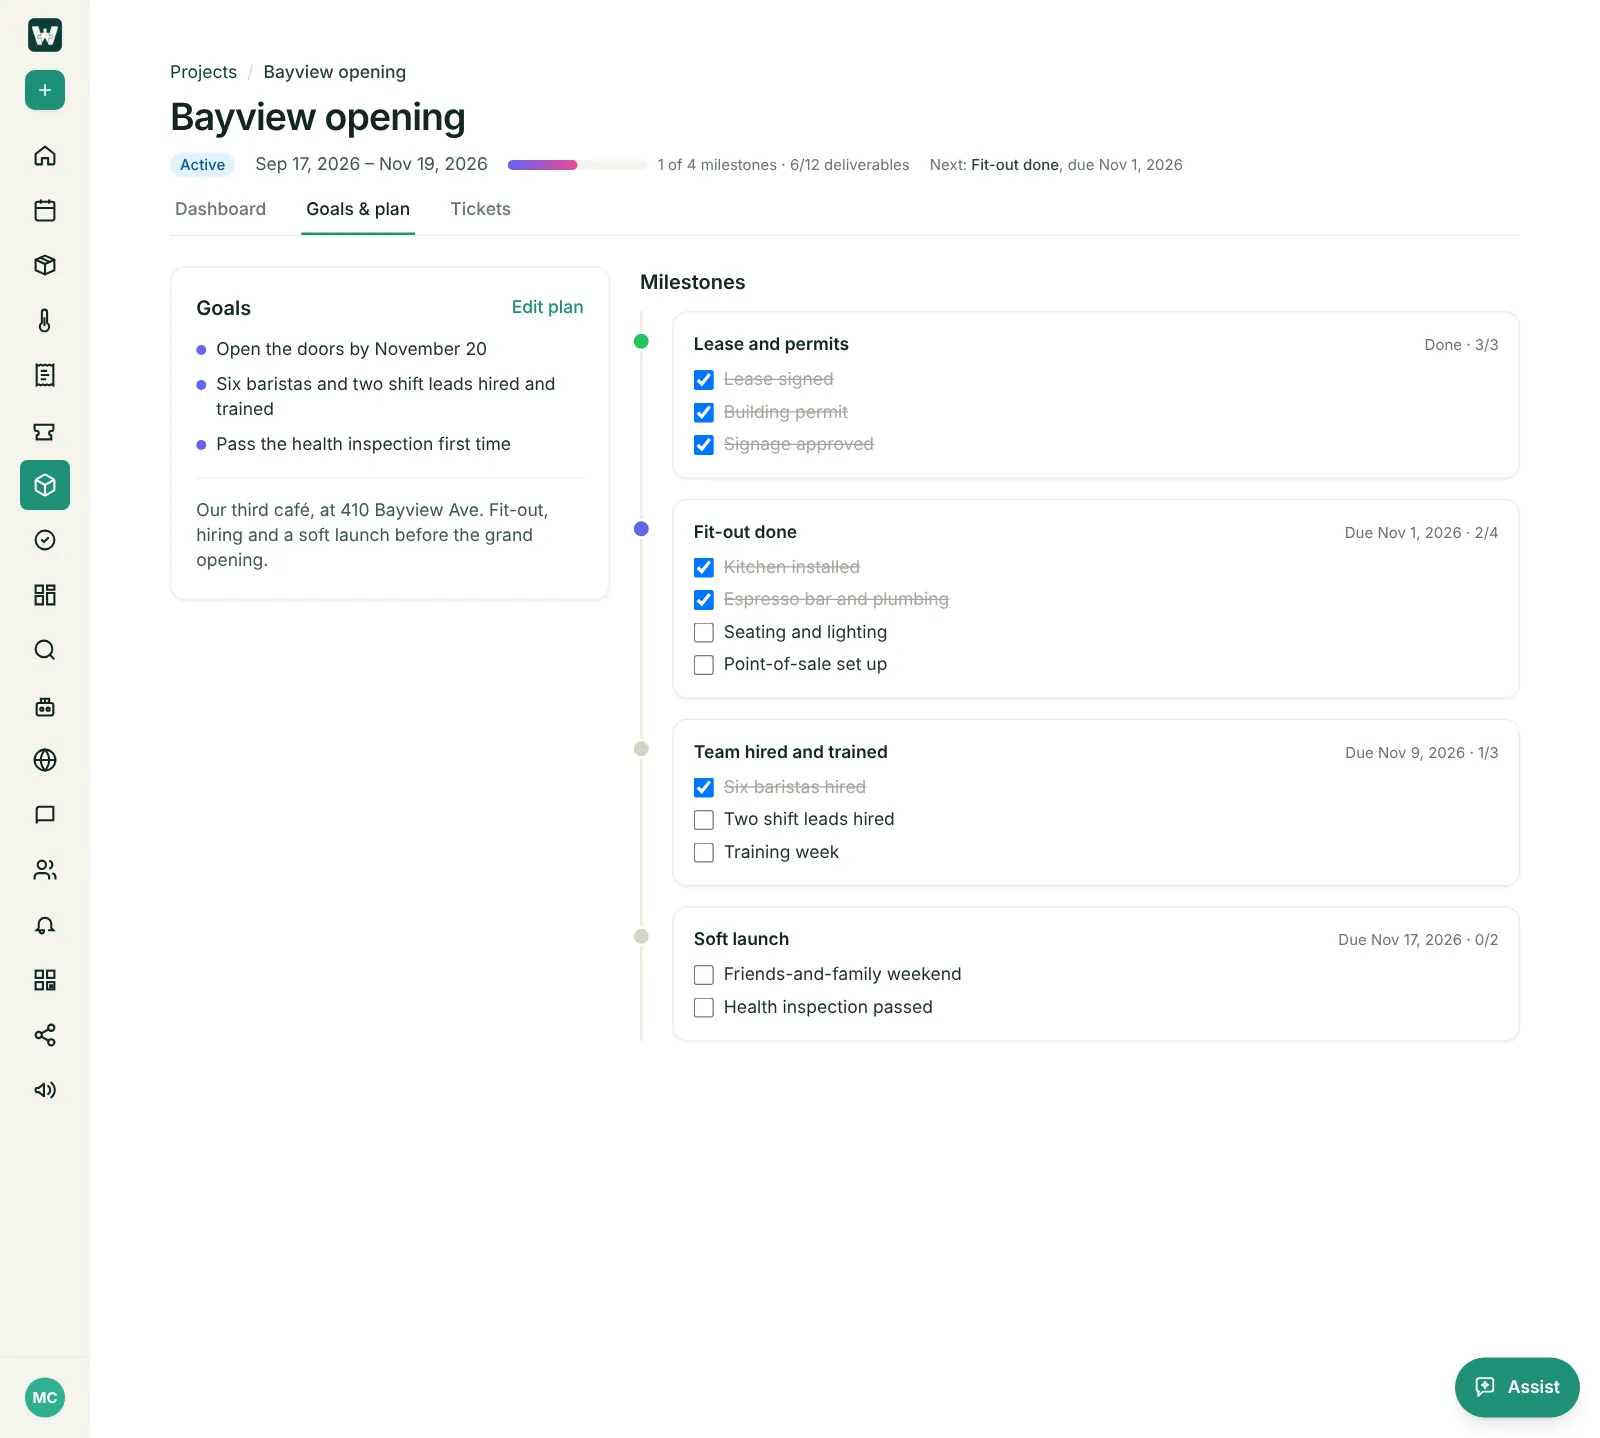 W
+
Projects / Bayview opening
Bayview opening
Active Sep 17, 2026 – Nov 19, 2026 1 of 4 milestones · 6/12 deliverables Next: Fit-out done, due Nov 1, 2026
Dashboard Goals & plan Tickets
Goals Edit plan
Open the doors by November 20
Six baristas and two shift leads hired and
trained
Pass the health inspection first time
Our third café, at 410 Bayview Ave. Fit-out,
hiring and a soft launch before the grand
opening.
Milestones
Lease and permits Done · 3/3
Lease signed
Building permit
Signage approved
Fit-out done Due Nov 1, 2026 · 2/4
Kitchen installed
Espresso bar and plumbing
Seating and lighting
Point-of-sale set up
Team hired and trained Due Nov 9, 2026 · 1/3
Six baristas hired
Two shift leads hired
Training week
Soft launch Due Nov 17, 2026 · 0/2
Friends-and-family weekend
Health inspection passed
MC
Assist